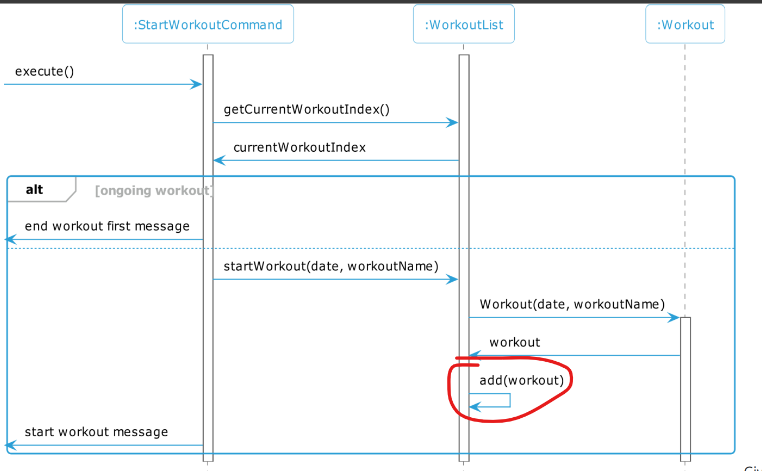 :StartWorkoutCommand
:WorkoutList
:Workout
execute()
getCurrentWorkoutIndex()
currentWorkoutIndex
alt
[ongoing workout]
end workout first message
startWorkout(date, workoutName)
Workout(date, workoutName)
workout
add(workout)
start workout message